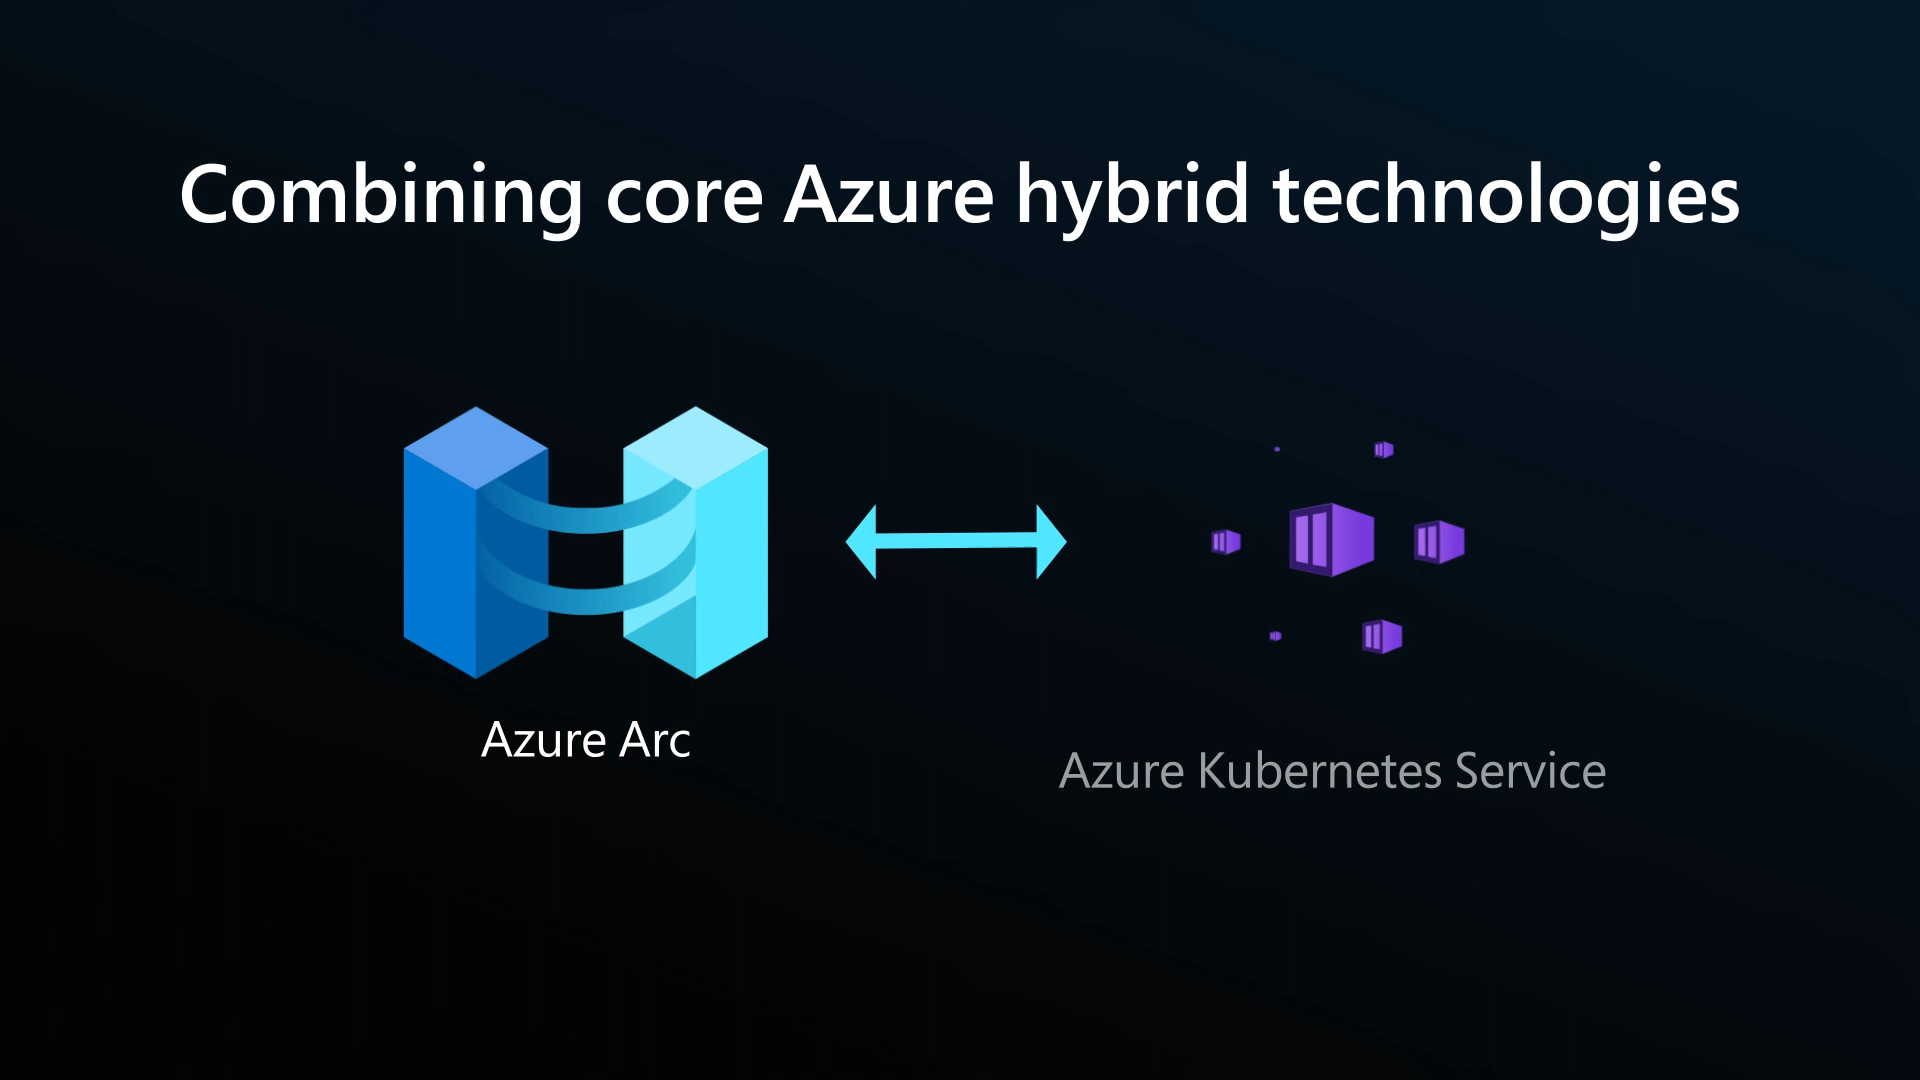 Combining core Azure hybrid technologies
Azure Arc
Azure Kubernetes Service